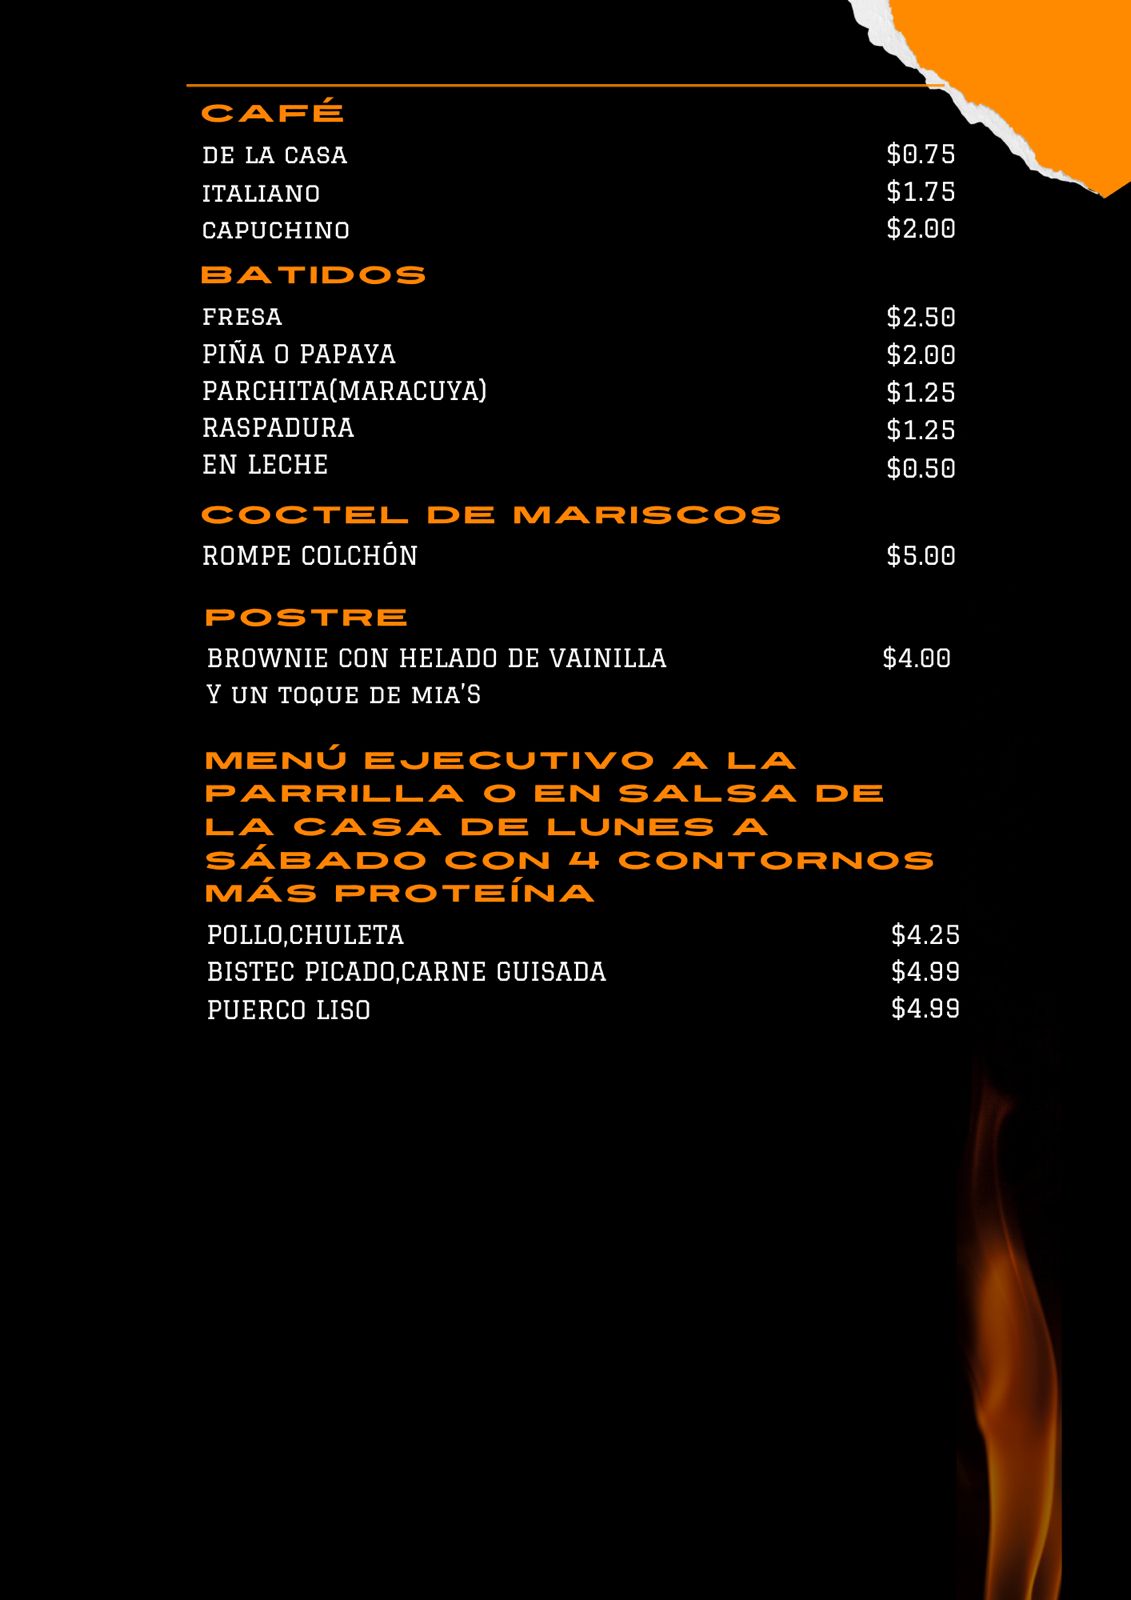 CAFÉ
DE LA CASA $0.75
ITALIANO $1.75
CAPUCHINO $2.00
BATIDOS
FRESA $2.50
PIÑA O PAPAYA $2.00
PARCHITA(MARACUYA) $1.25
RASPADURA $1.25
EN LECHE $0.50
COCTEL DE MARISCOS
ROMPE COLCHÓN $5.00
POSTRE
BROWNIE CON HELADO DE VAINILLA $4.00
Y UN TOQUE DE MIA'S
MENÚ EJECUTIVO A LA
PARRILLA O EN SALSA DE
LA CASA DE LUNES A
SÁBADO CON 4 CONTORNOS
MÁS PROTEÍNA
POLLO,CHULETA $4.25
BISTEC PICADO,CARNE GUISADA $4.99
PUERCO LISO $4.99